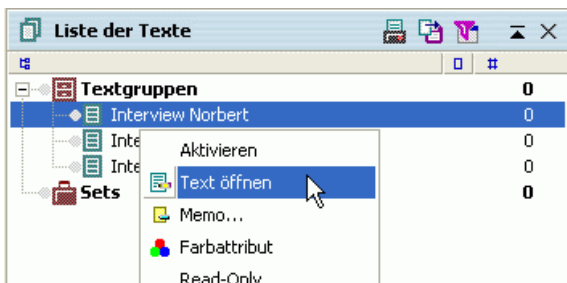 Liste der Texte
#
Textgruppen 0
Interview Norbert 0
Inte 0
Inte 0
Sets 0
Aktivieren
Text öffnen
Memo...
Farbattribut
Read-Only